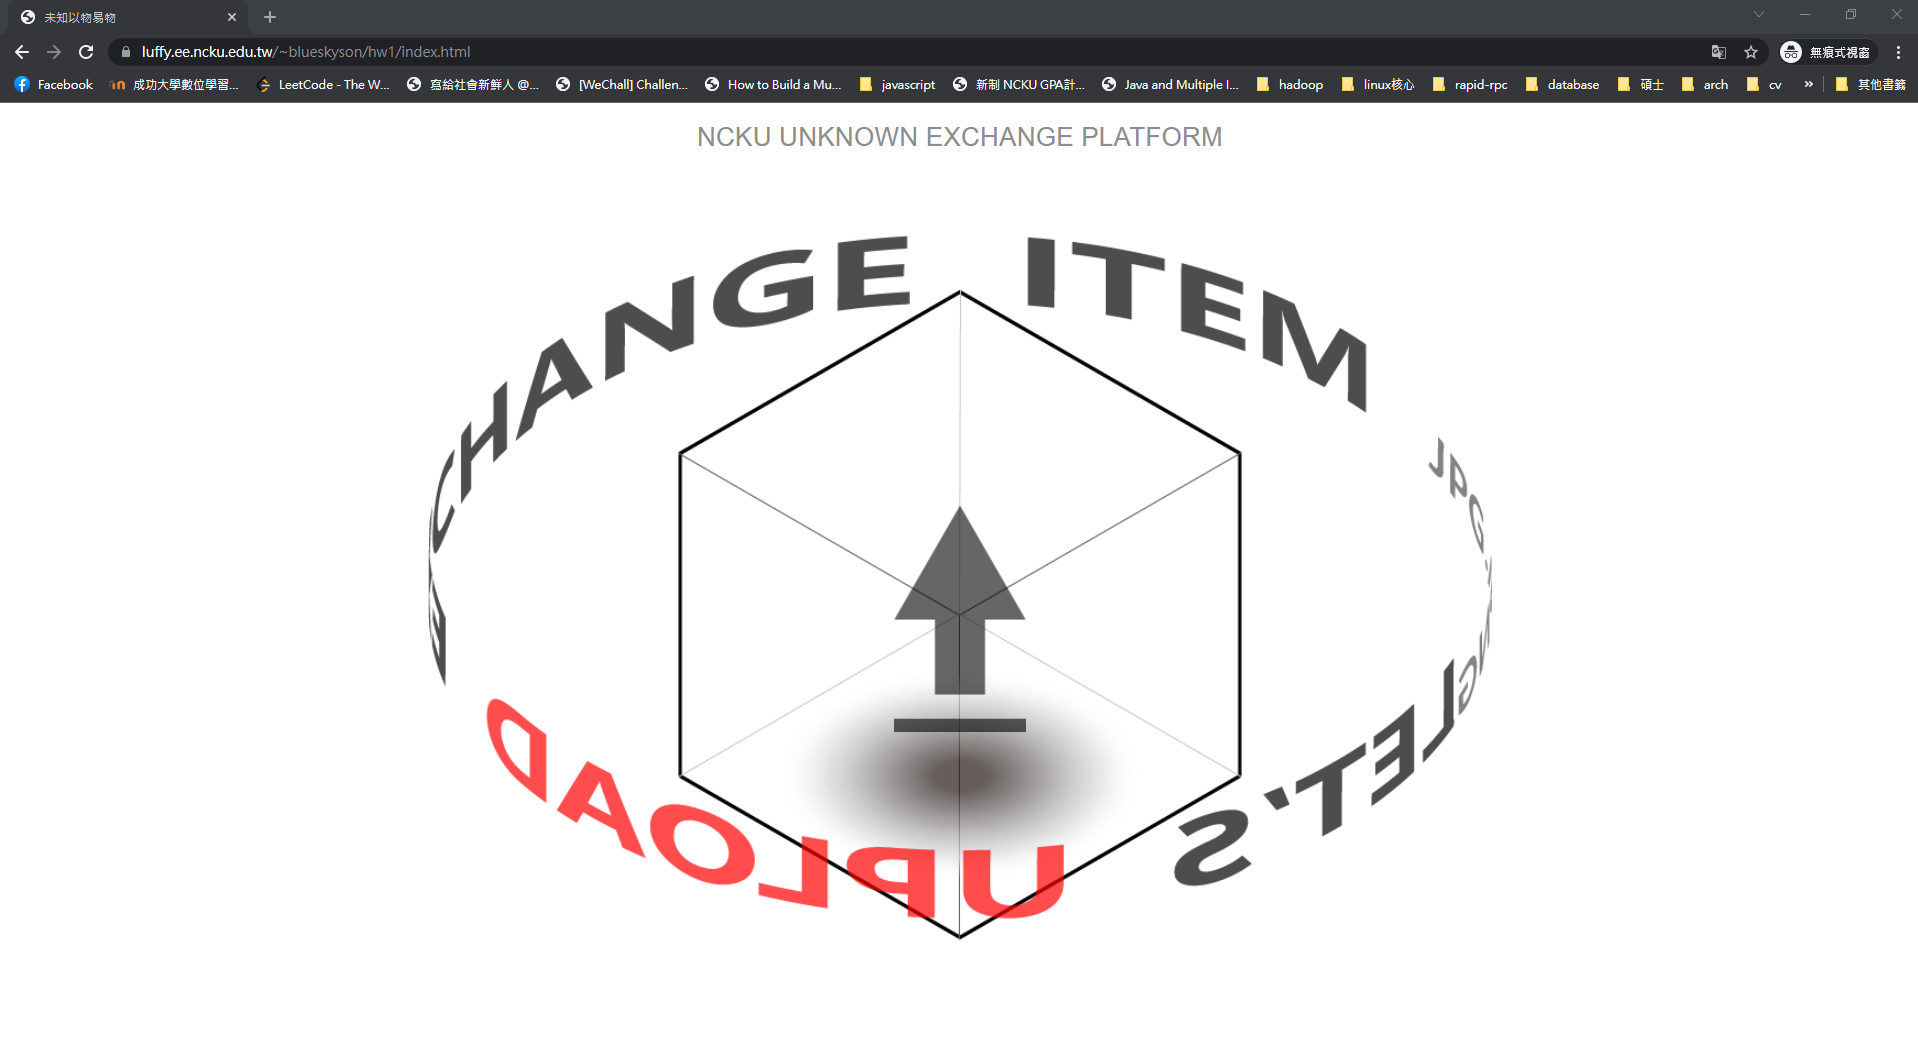 未知以物易物
luffy.ee.ncku.edu.tw/~blueskyson/hw1/index.html
無痕式視窗
Facebook
成功大學數位學習...
LeetCode - The W...
寫給社會新鮮人 @...
[WeChall] Challen...
How to Build a Mu...
javascript
新制 NCKU GPA計...
Java and Multiple I...
hadoop
linux核心
rapid-rpc
database
碩士
arch
cv
»
其他書籤
NCKU UNKNOWN EXCHANGE PLATFORM
LET'S
UPLOAD
EXCHANGE ITEM